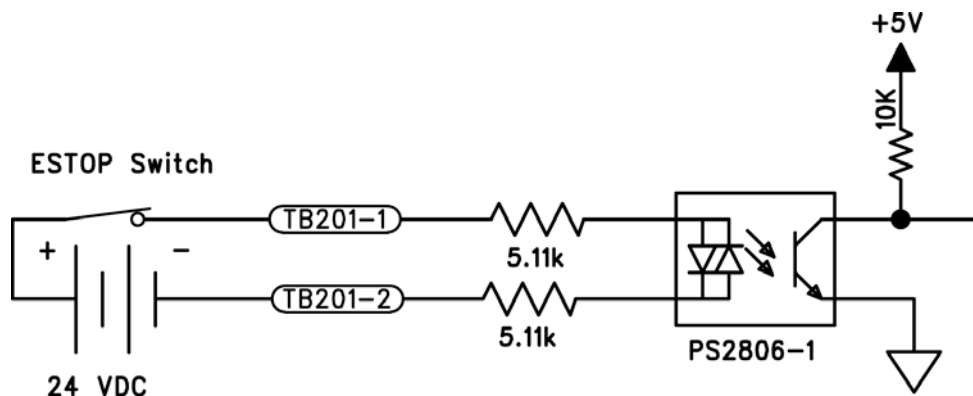 +5V
10K
ESTOP Switch
TB201-1
+ -
5.11k
TB201-2
5.11k
PS2806-1
24 VDC